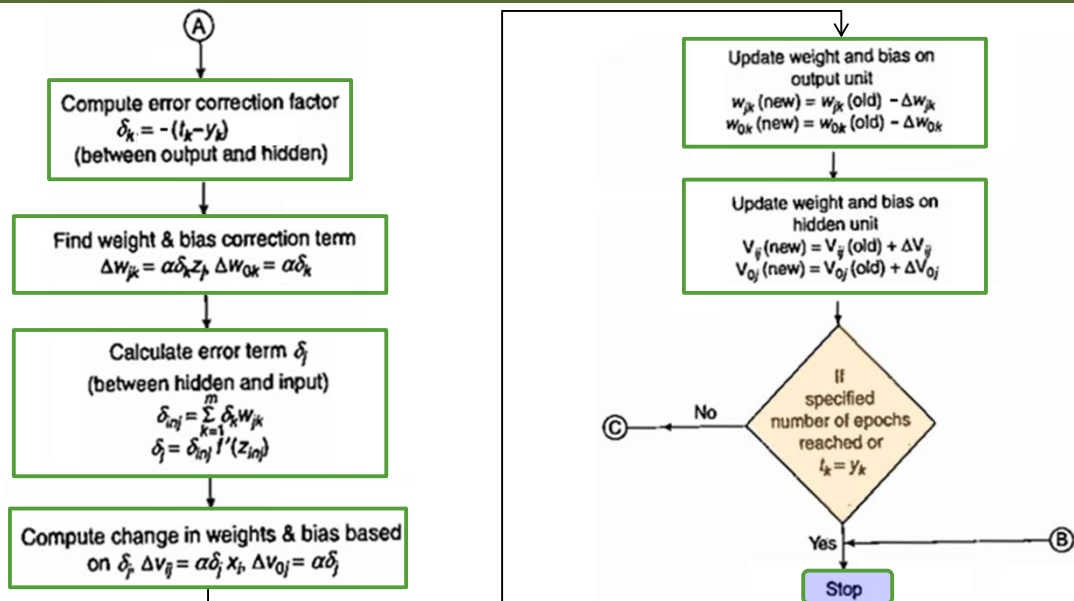 A
Compute error correction factor
δk = -(tk-yk)
(between output and hidden)
Find weight & bias correction term
Δwjk = αδkzj, Δw0k = αδk
Calculate error term δj
(between hidden and input)
δinj = Σ δkwjk
m
k=1
δj = δinj f'(zinj)
Compute change in weights & bias based
on δj, Δvij = αδj xi, Δv0j = αδj
Update weight and bias on
output unit
wjk (new) = wjk (old) - Δwjk
w0k (new) = w0k (old) - Δw0k
Update weight and bias on
hidden unit
Vij (new) = Vij (old) + ΔVij
V0j (new) = V0j (old) + ΔV0j
If
specified
number of epochs
reached or
tk = yk
No
C
Yes
B
Stop